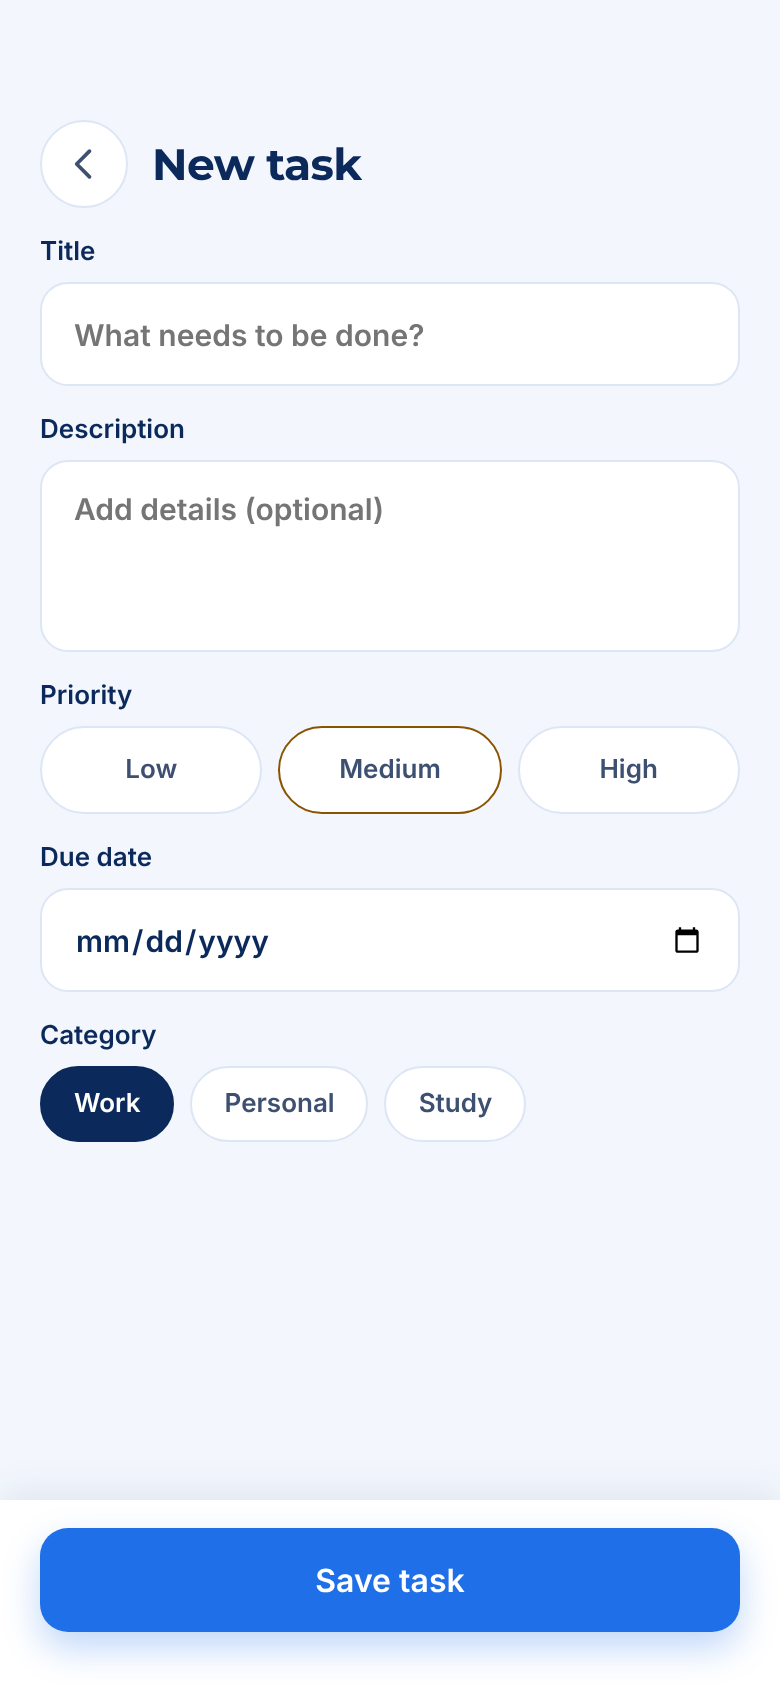 New task
Title
What needs to be done?
Description
Add details (optional)
Priority
Low Medium High
Due date
mm/dd/yyyy
Category
Work Personal Study
Save task